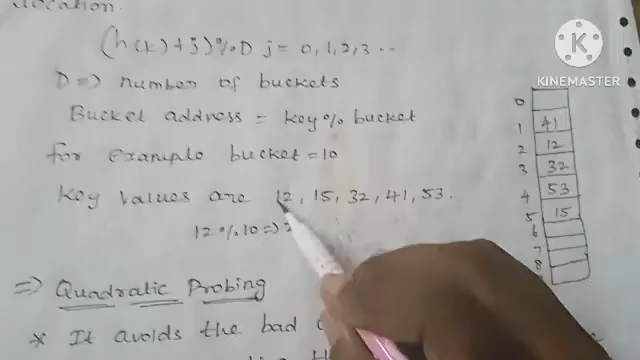 location.
(h(k)+j)%D j= 0,1,2,3..
D=> number of buckets
Bucket address = key% bucket
for example bucket=10
key values are 12, 15, 32, 41, 53.
12%10=>2
=> Quadratic Probing
* It avoids the bad
KINEMASTER
0
1 41
2 12
3 32
4 53
5 15
6
7
8